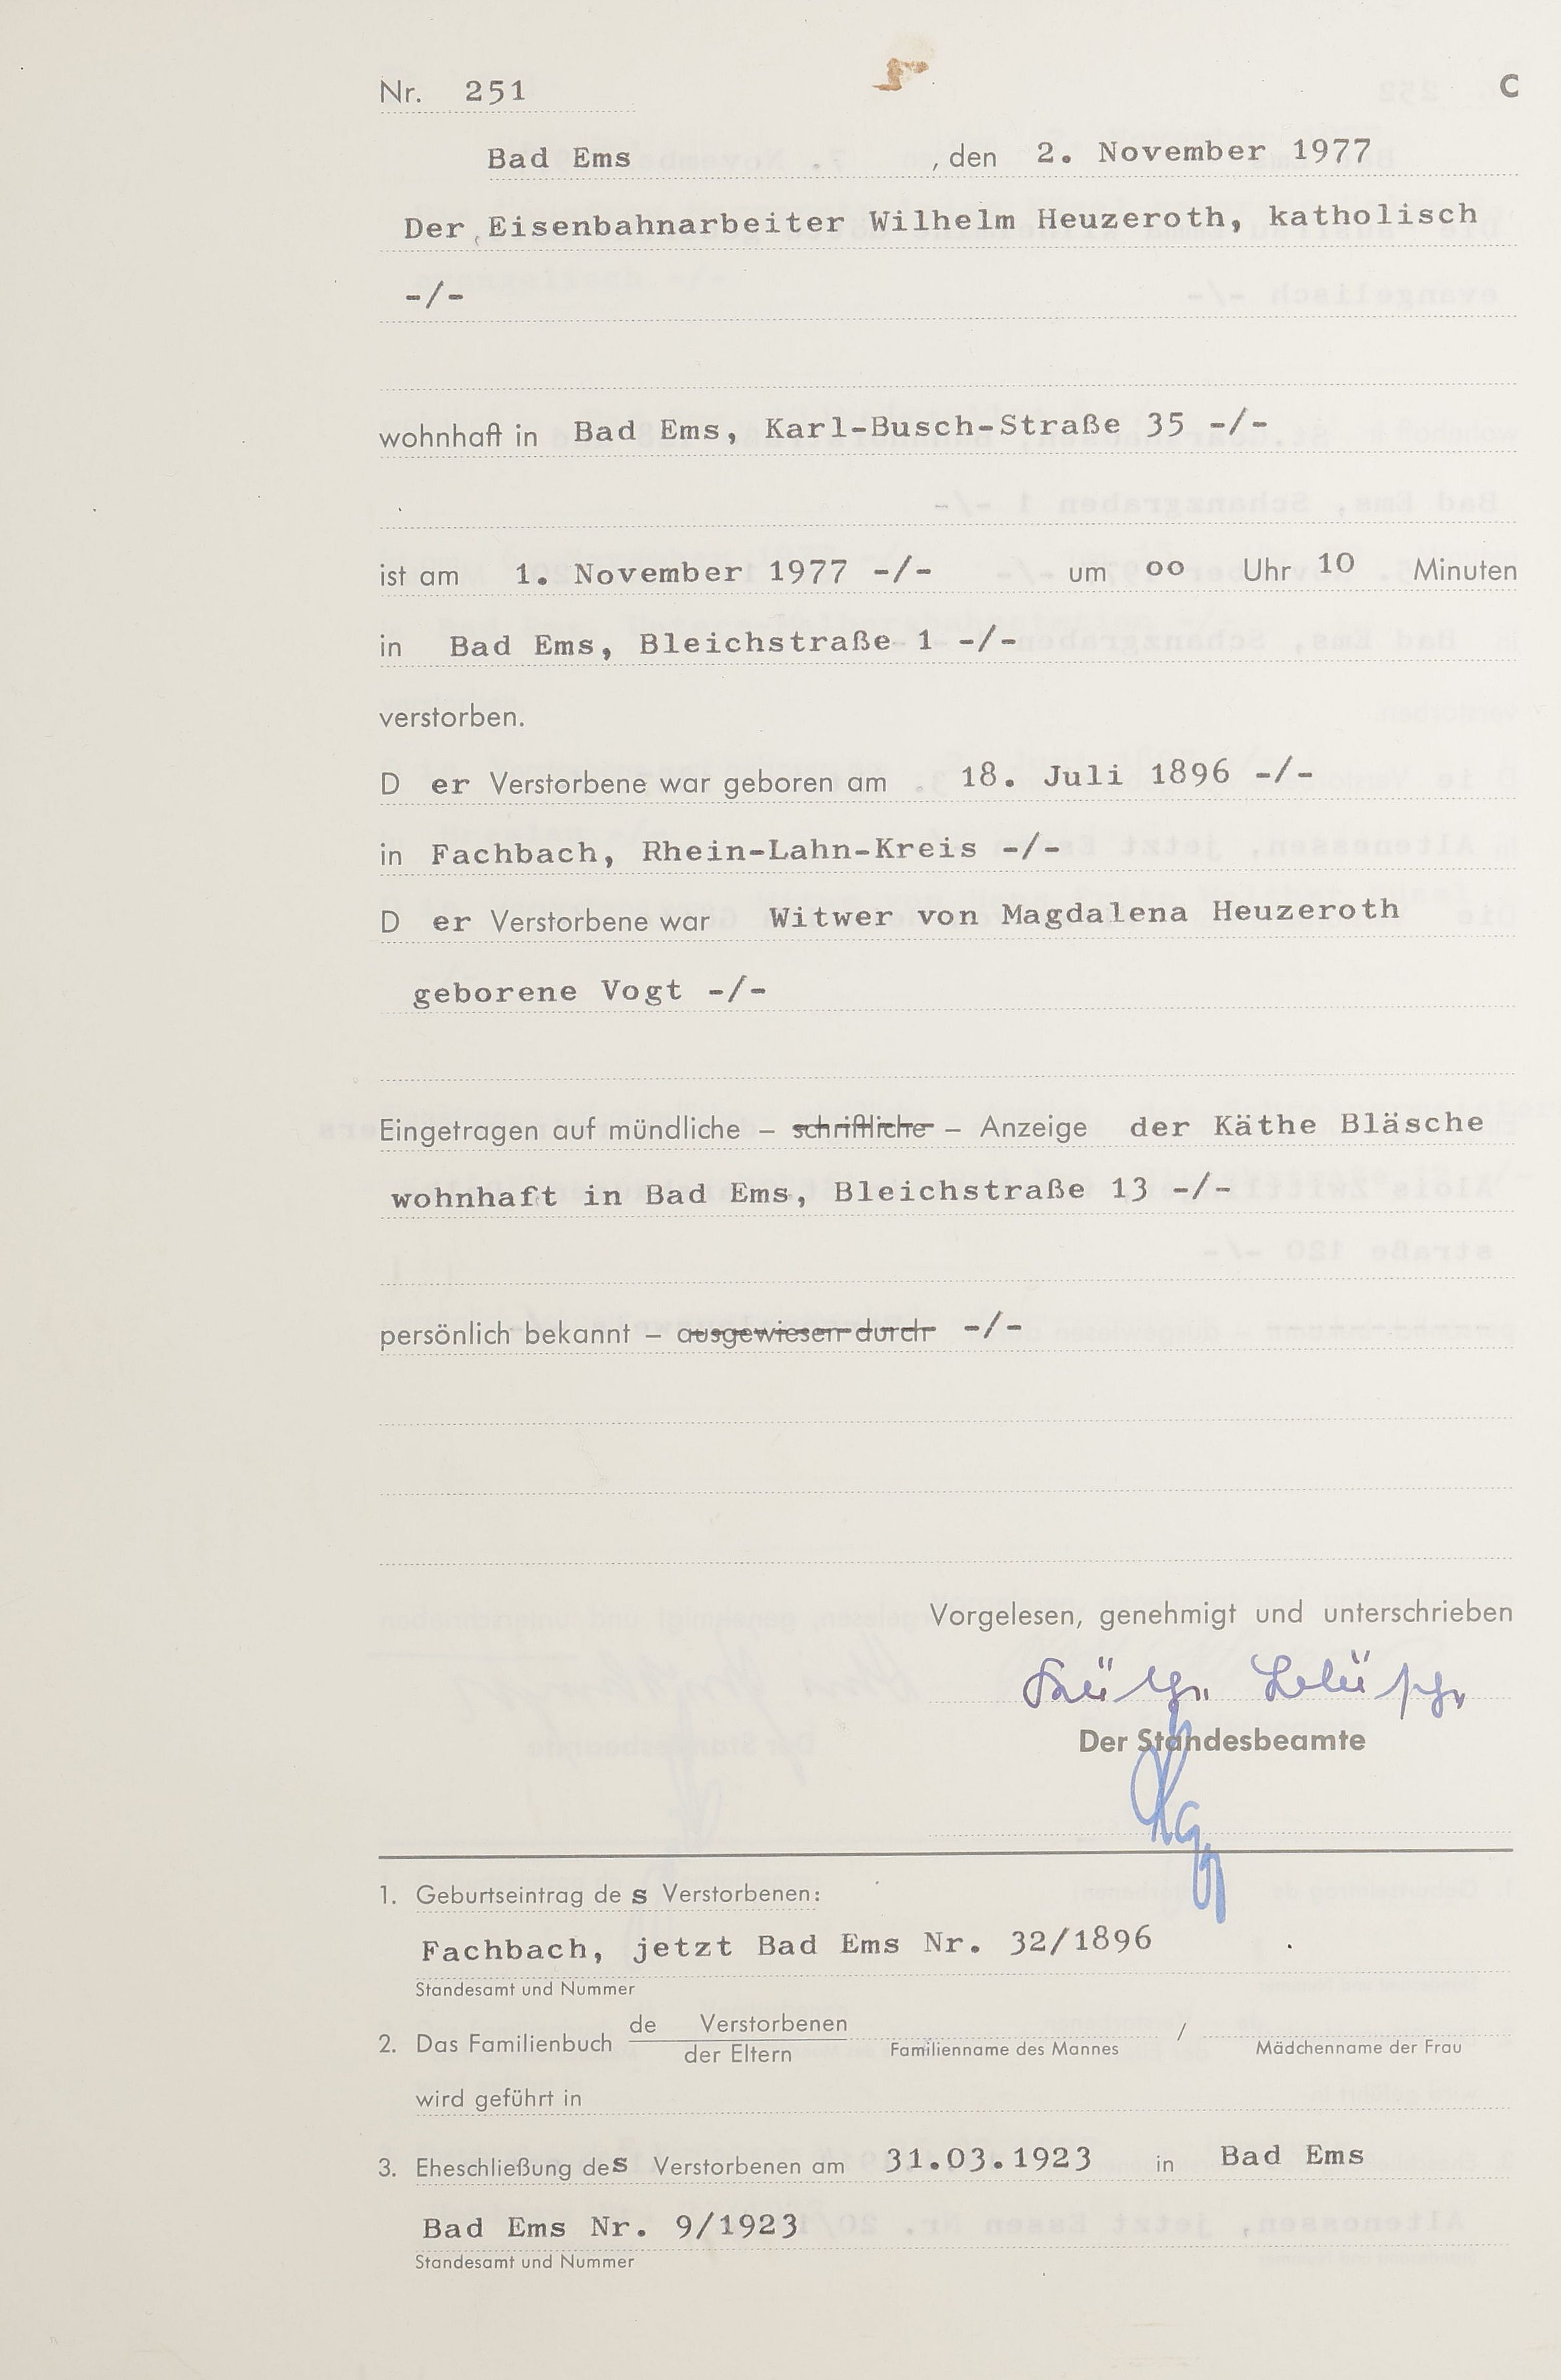 Nr. 251 C
Bad Ems , den 2. November 1977
Der Eisenbahnarbeiter Wilhelm Heuzeroth, katholisch
-/-
wohnhaft in Bad Ems, Karl-Busch-Straße 35 -/-
ist am 1. November 1977 -/- um oo Uhr 10 Minuten
in Bad Ems, Bleichstraße 1 -/-
verstorben.
D er Verstorbene war geboren am 18. Juli 1896 -/-
in Fachbach, Rhein-Lahn-Kreis -/-
D er Verstorbene war Witwer von Magdalena Heuzeroth
geborene Vogt -/-
Eingetragen auf mündliche – schriftliche – Anzeige der Käthe Bläsche
wohnhaft in Bad Ems, Bleichstraße 13 -/-
persönlich bekannt – ausgewiesen durch -/-
Vorgelesen, genehmigt und unterschrieben
Käthe Bläsche
Der Standesbeamte
1. Geburtseintrag de s Verstorbenen:
Fachbach, jetzt Bad Ems Nr. 32/1896
Standesamt und Nummer
2. Das Familienbuch de Verstorbenen / der Eltern Familienname des Mannes / Mädchenname der Frau
wird geführt in
3. Eheschließung des Verstorbenen am 31.03.1923 in Bad Ems
Bad Ems Nr. 9/1923
Standesamt und Nummer